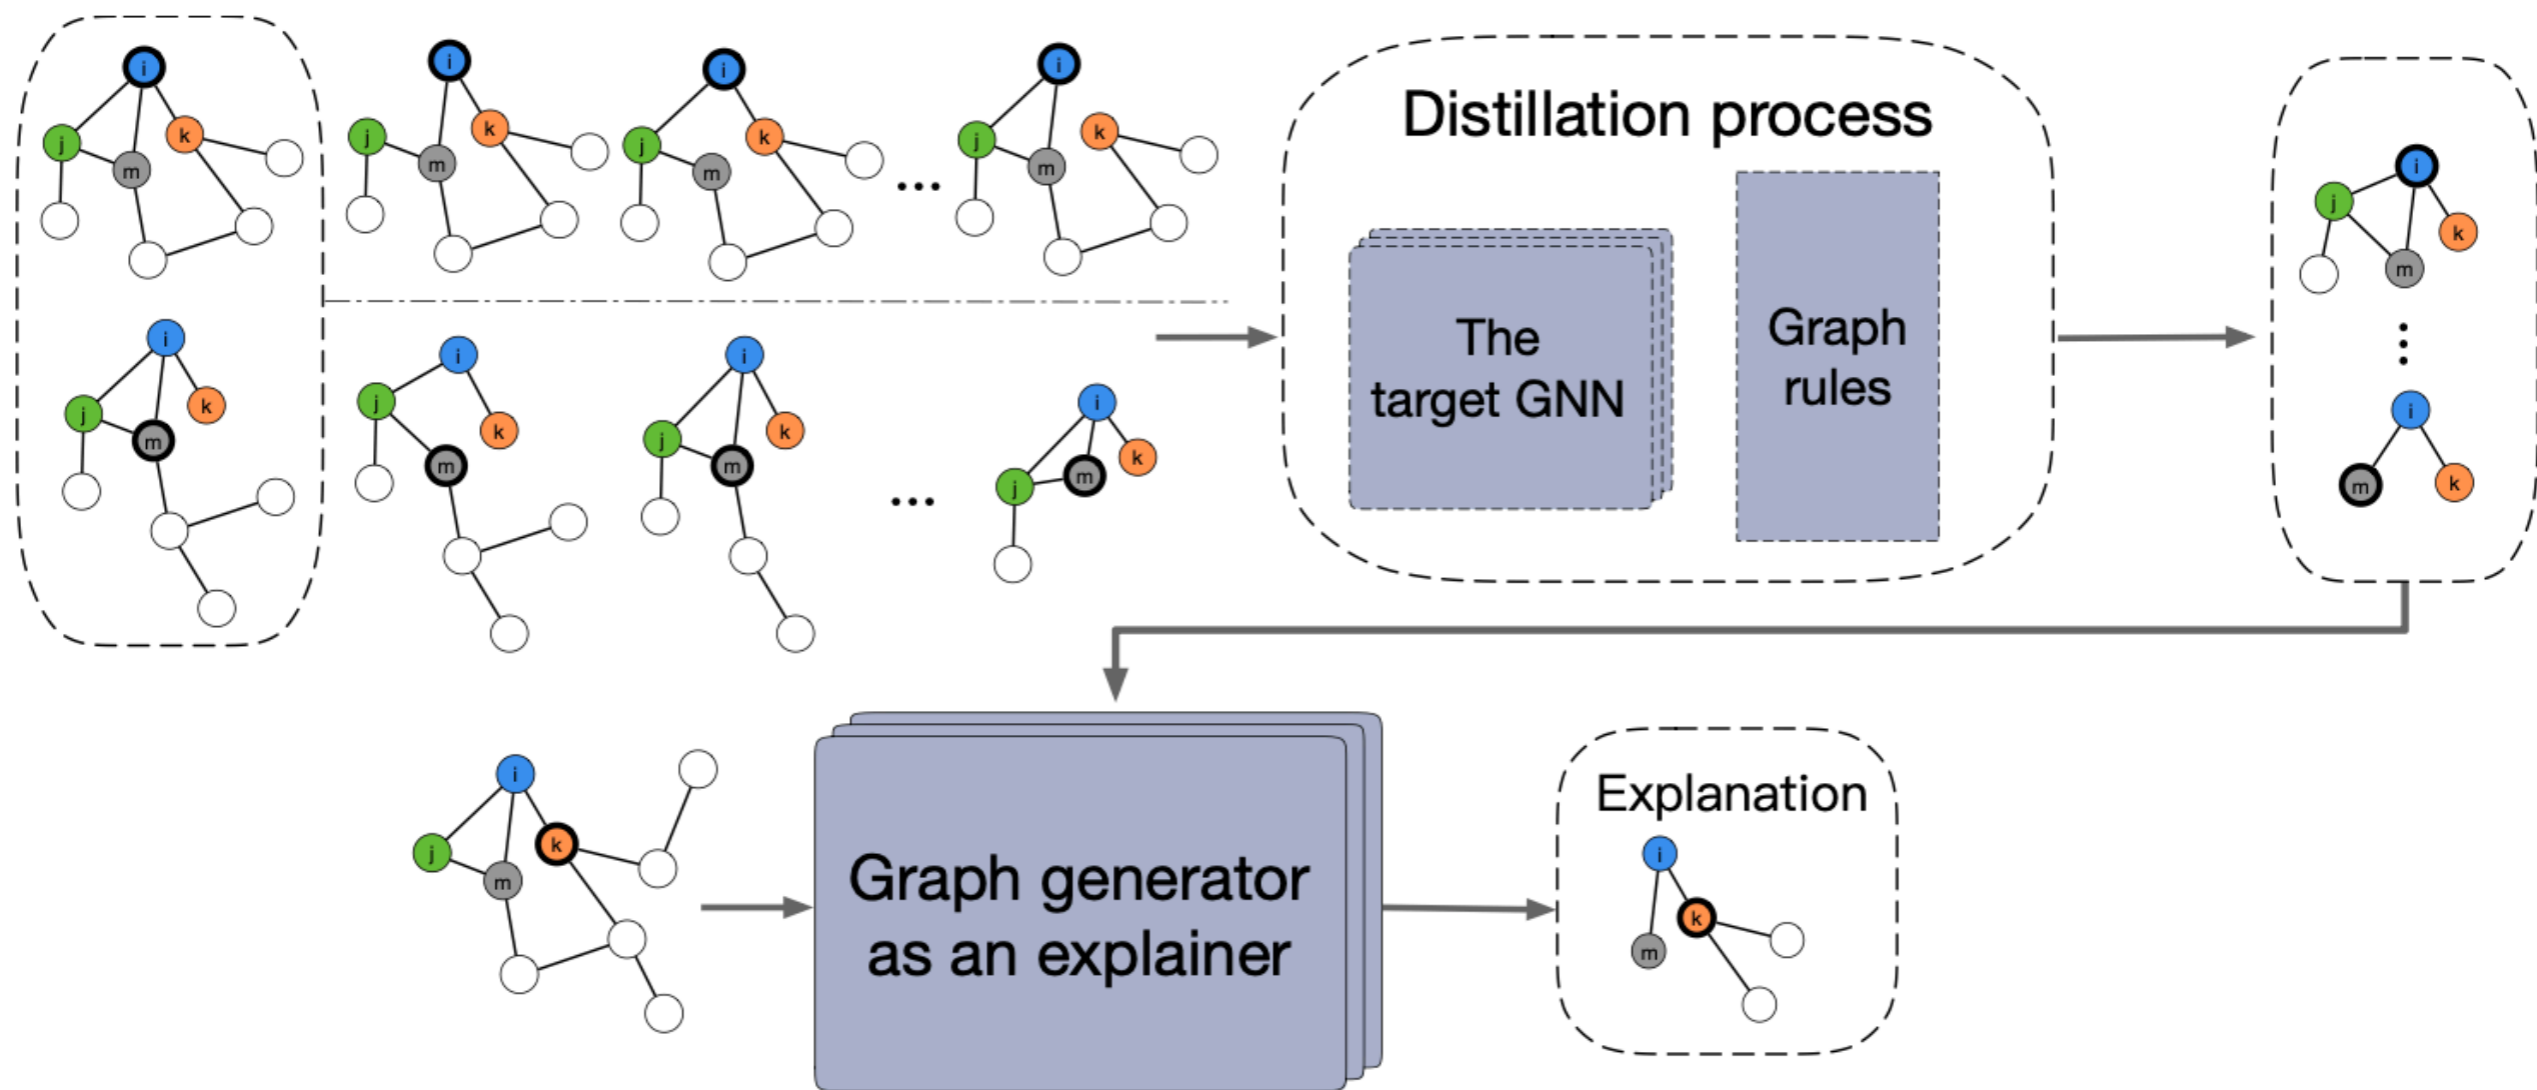 i
j
k
m
i
j
k
m
i
j
k
m
...
i
j
k
m
Distillation process
The
target GNN
Graph
rules
i
j
k
m
i
j
k
m
i
j
k
m
i
j
k
m
...
i
j
k
m
i
m
k
i
j
k
m
Graph generator
as an explainer
Explanation
i
k
m